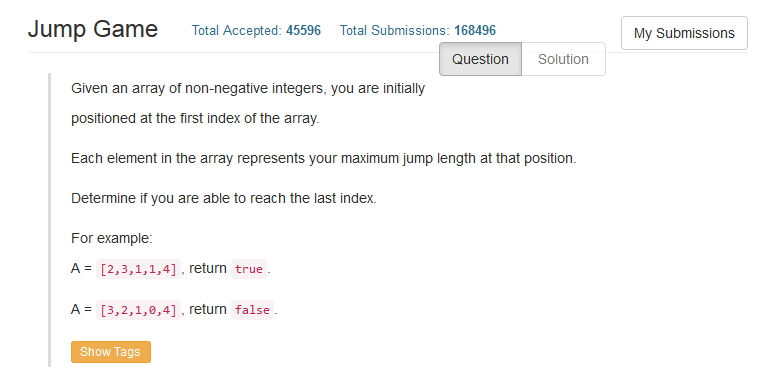 Jump Game Total Accepted: 45596 Total Submissions: 168496 My Submissions
Question Solution
Given an array of non-negative integers, you are initially
positioned at the first index of the array.
Each element in the array represents your maximum jump length at that position.
Determine if you are able to reach the last index.
For example:
A = [2,3,1,1,4] , return true .
A = [3,2,1,0,4] , return false .
Show Tags